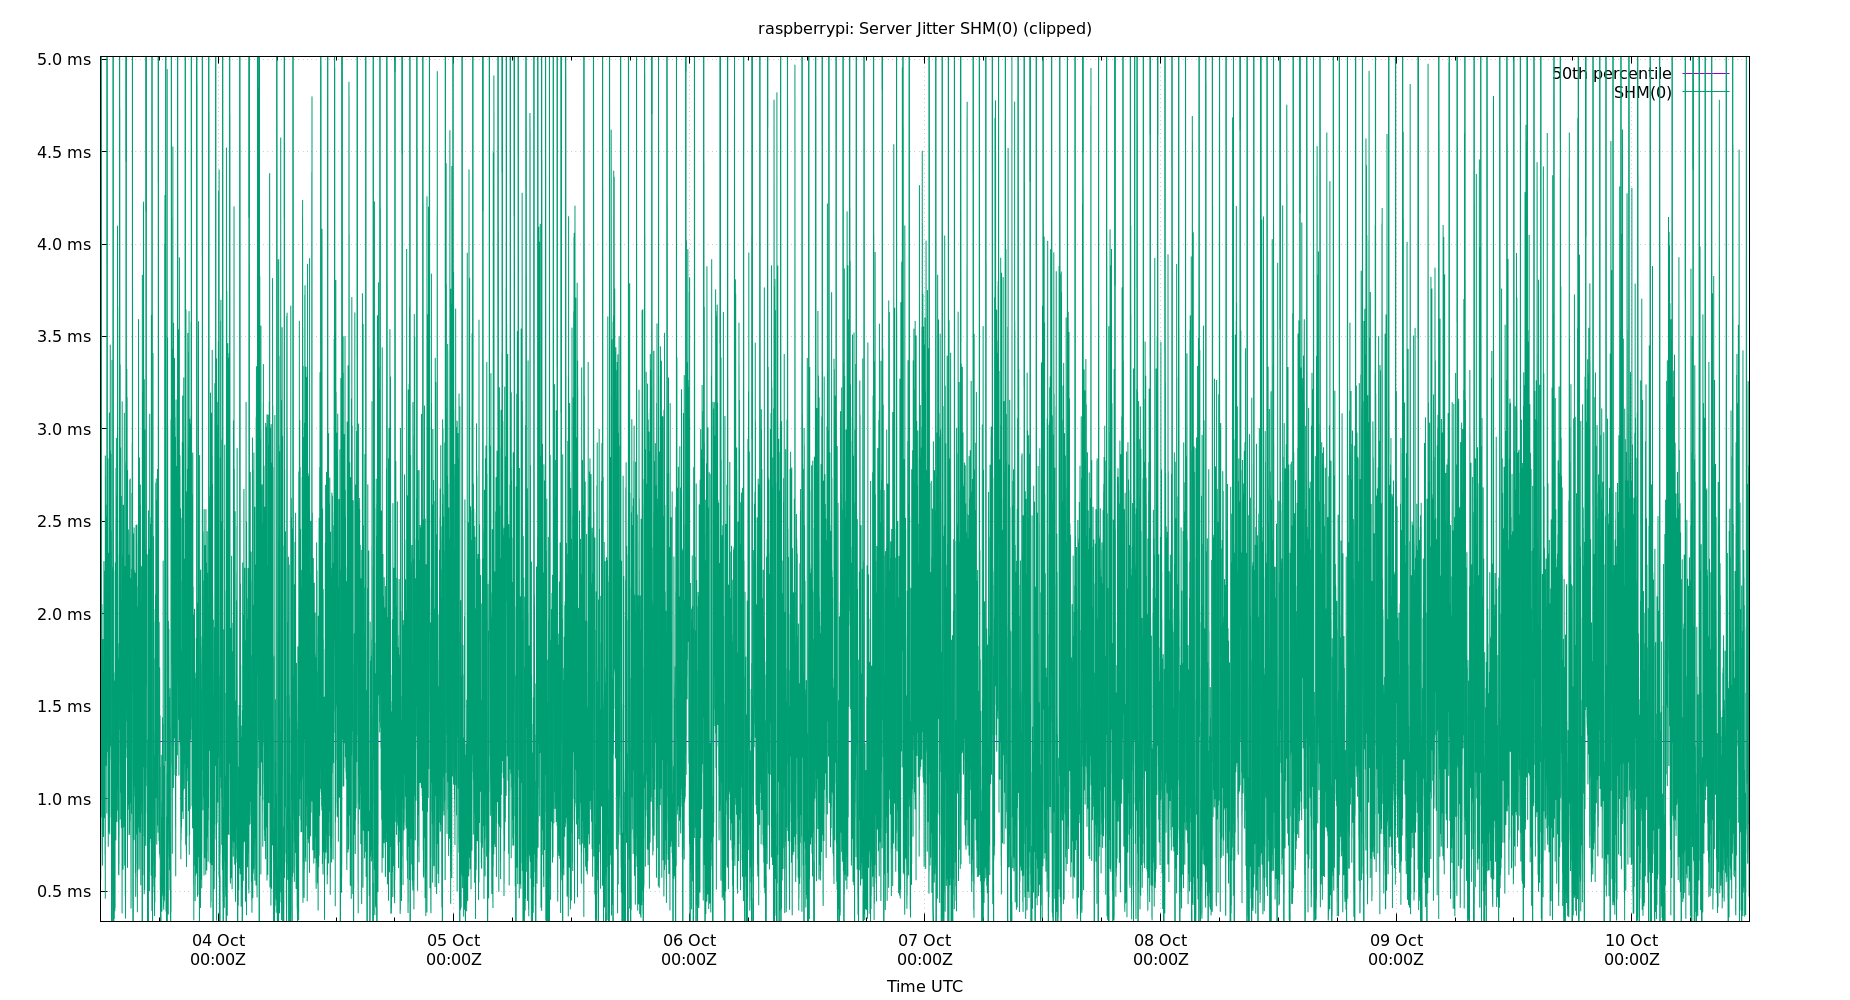 raspberrypi: Server Jitter SHM(0) (clipped)
5.0 ms
50th percentile
SHM(0)
4.5 ms
4.0 ms
3.5 ms
3.0 ms
2.5 ms
2.0 ms
1.5 ms
1.0 ms
0.5 ms
04 Oct 05 Oct 06 Oct 07 Oct 08 Oct 09 Oct 10 Oct
00:00Z 00:00Z 00:00Z 00:00Z 00:00Z 00:00Z 00:00Z
Time UTC